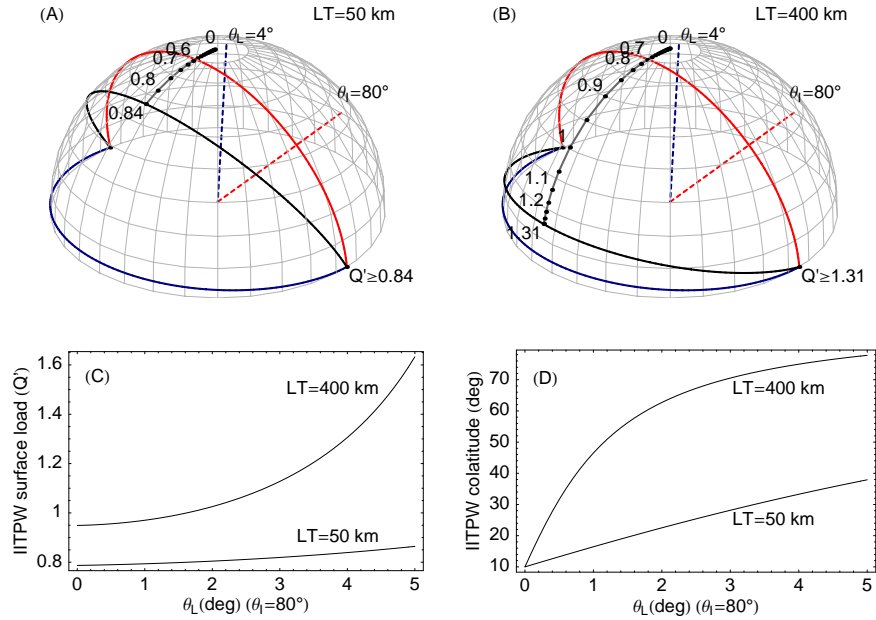 (A)
LT=50 km
θL=4°
0
0.6
0.7
0.8
0.84
θI=80°
Q'≥0.84
(B)
LT=400 km
θL=4°
0
0.7
0.8
0.9
1
1.1
1.2
1.31
θI=80°
Q'≥1.31
(C)
IITPW surface load (Q')
1.6
1.4
1.2
1
0.8
LT=400 km
LT=50 km
0 1 2 3 4 5
θL(deg) (θI=80°)
(D)
IITPW colatitude (deg)
70
60
50
40
30
20
10
LT=400 km
LT=50 km
0 1 2 3 4 5
θL(deg) (θI=80°)